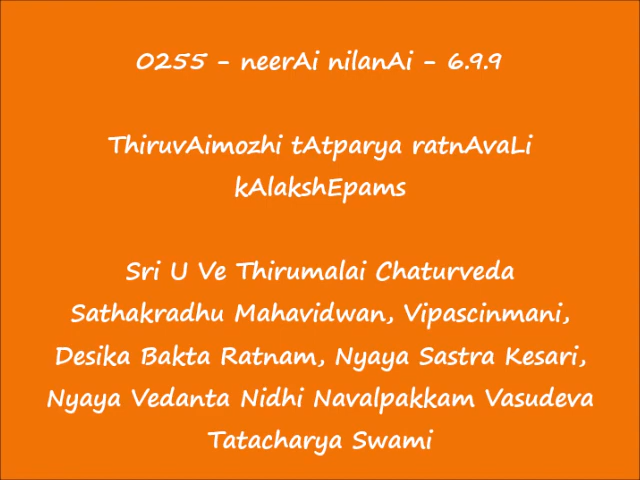 0255 - neerAi nilanAi - 6.9.9
ThiruvAimozhi tAtparya ratnAvaLi
kAlakshEpams
Sri U Ve Thirumalai Chaturveda
Sathakradhu Mahavidwan, Vipascinmani,
Desika Bakta Ratnam, Nyaya Sastra Kesari,
Nyaya Vedanta Nidhi Navalpakkam Vasudeva
Tatacharya Swami